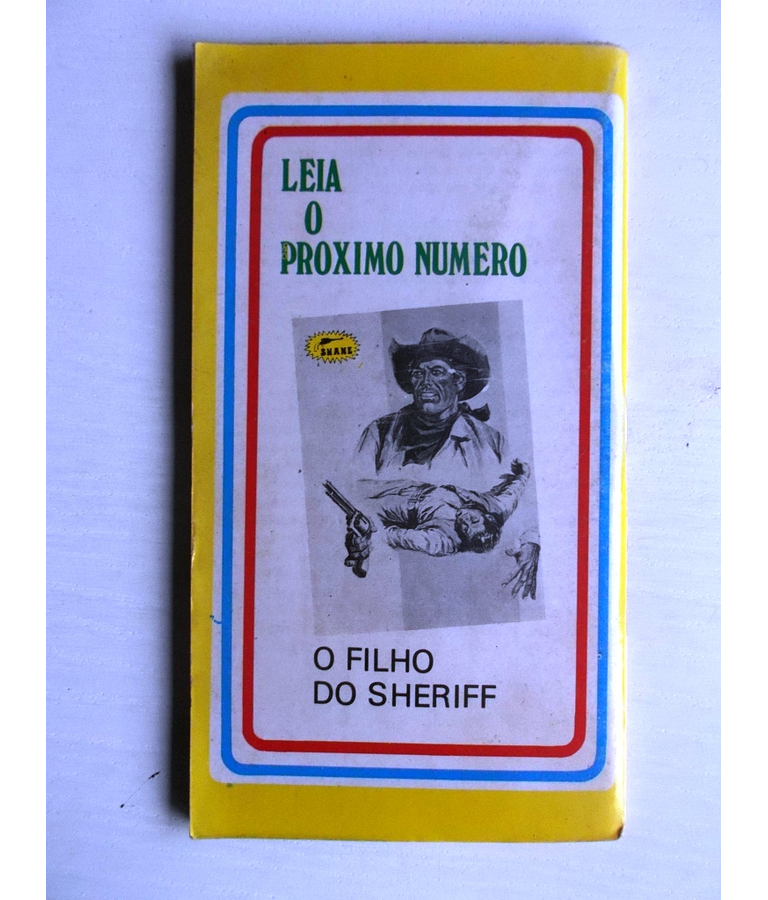 LEIA
O
PROXIMO NUMERO
SHANE
O FILHO
DO SHERIFF